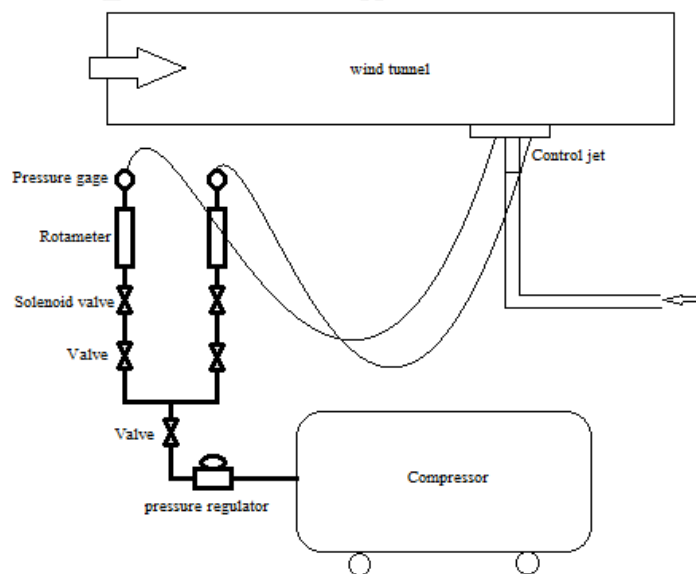 wind tunnel
Control jet
Pressure gage
Rotameter
Solenoid valve
Valve
Valve
Compressor
pressure regulator